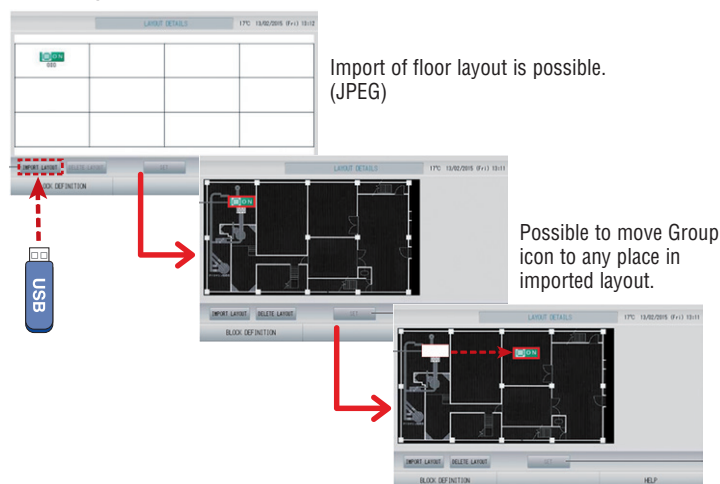 LAYOUT DETAILS
17°C 13/02/2015 (Fri) 13:12
ON
IMPORT LAYOUT
DELETE LAYOUT
SET
BLOCK DEFINITION
USB
Import of floor layout is possible.
(JPEG)
LAYOUT DETAILS
17°C 13/02/2015 (Fri) 13:11
ON
IMPORT LAYOUT
DELETE LAYOUT
SET
BLOCK DEFINITION
Possible to move Group
icon to any place in
imported layout.
LAYOUT DETAILS
17°C 13/02/2015 (Fri) 13:11
ON
IMPORT LAYOUT
DELETE LAYOUT
SET
BLOCK DEFINITION
HELP